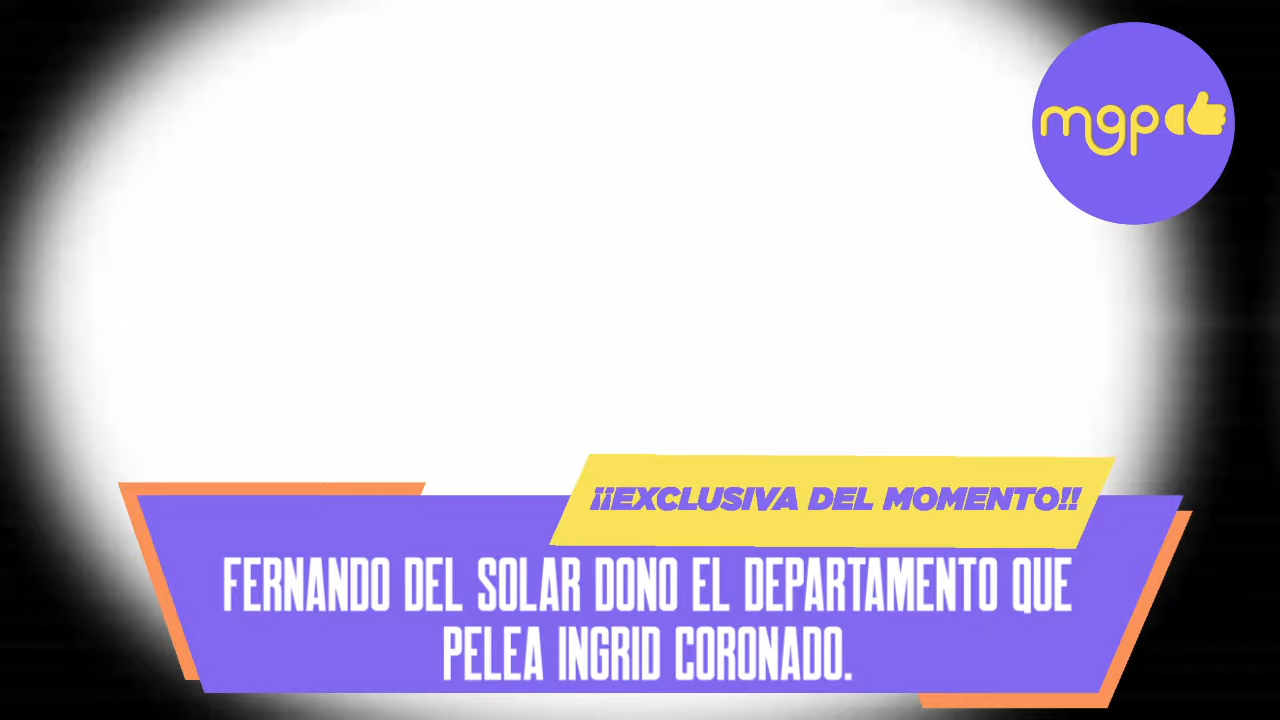 mgp
¡¡EXCLUSIVA DEL MOMENTO!!
FERNANDO DEL SOLAR DONO EL DEPARTAMENTO QUE
PELEA INGRID CORONADO.